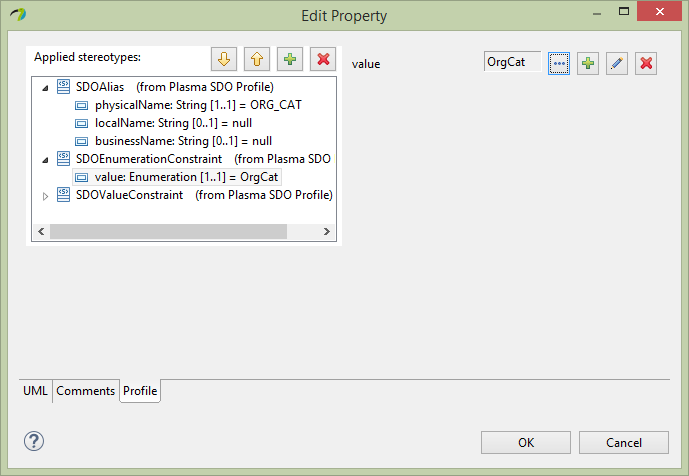 Edit Property
Applied stereotypes:
SDOAlias (from Plasma SDO Profile)
physicalName: String [1..1] = ORG_CAT
localName: String [0..1] = null
businessName: String [0..1] = null
SDOEnumerationConstraint (from Plasma SDO
value: Enumeration [1..1] = OrgCat
SDOValueConstraint (from Plasma SDO Profile)
value
OrgCat
UML
Comments
Profile
OK
Cancel